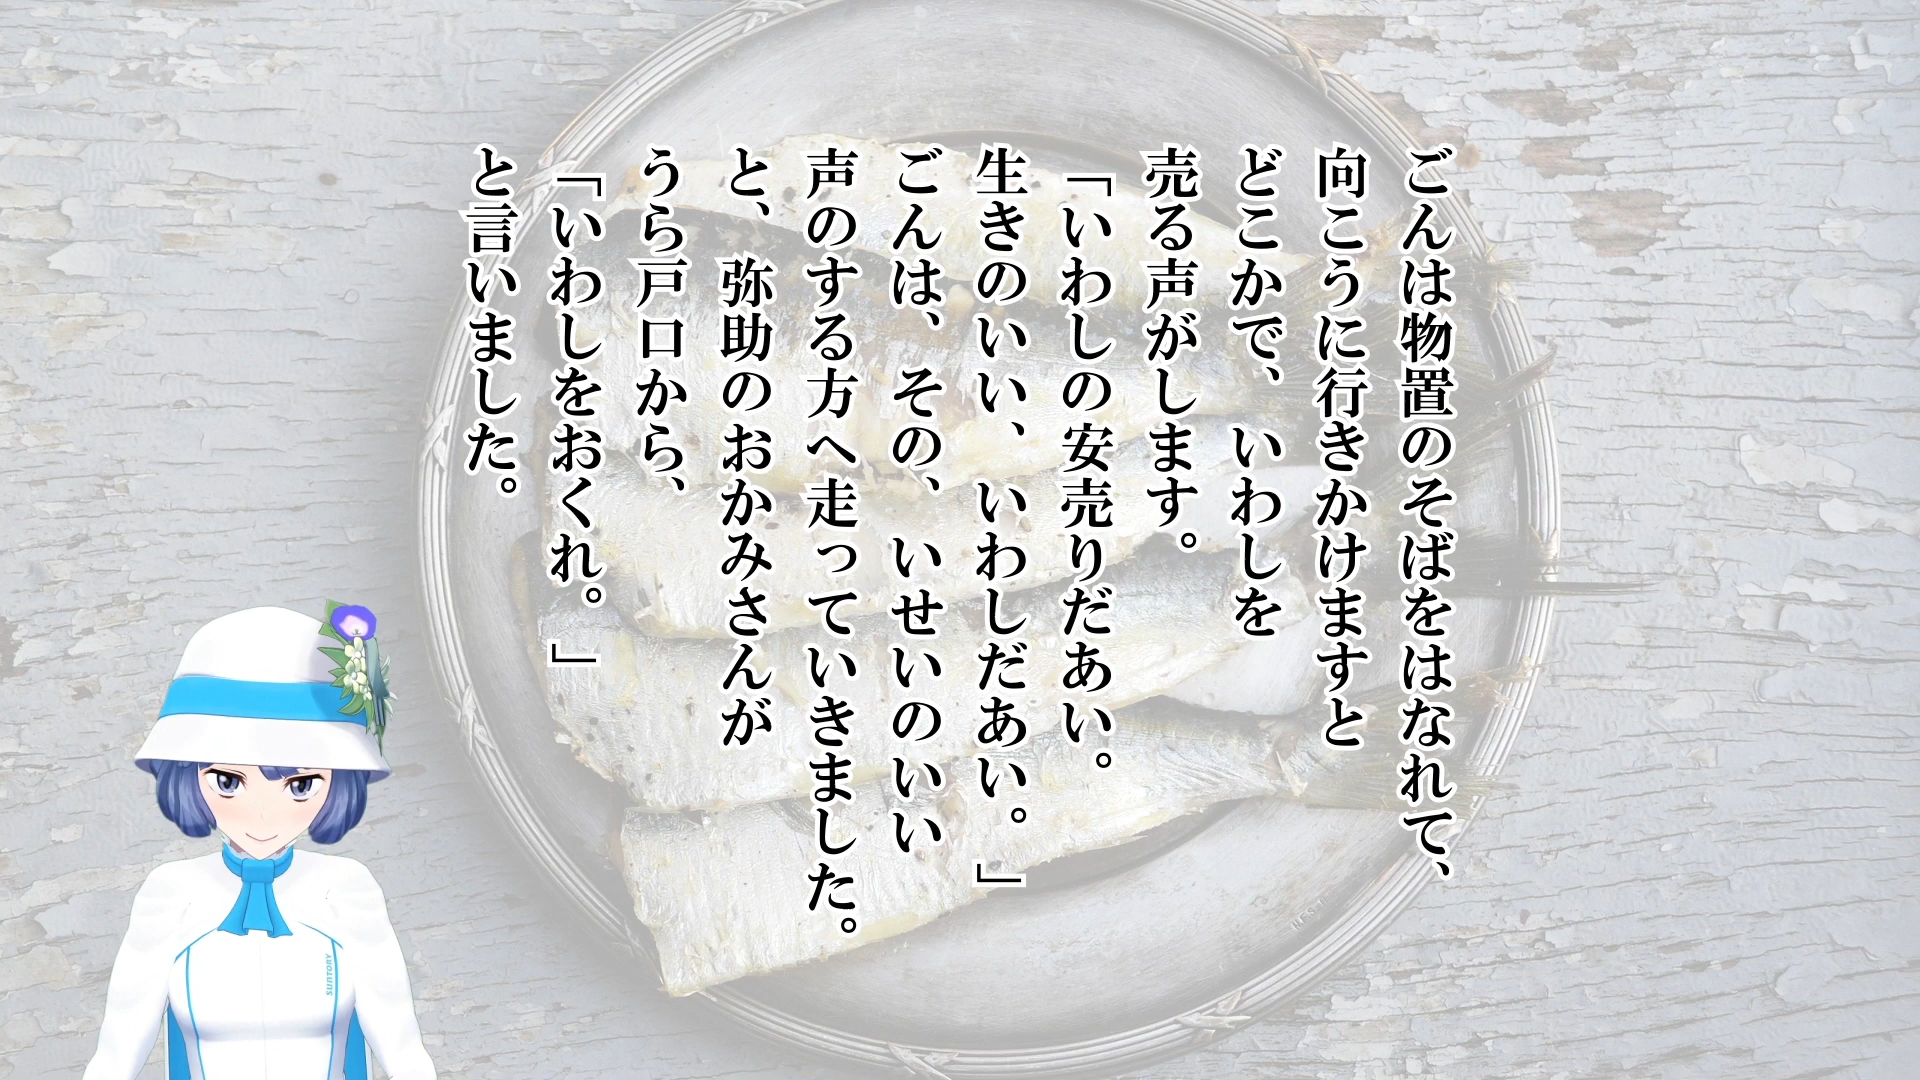 ごんは物置のそばをはなれて、
向こうに行きかけますと
どこかで、いわしを
売る声がします。
「いわしの安売りだあい。
生きのいい、いわしだあい。」
ごんは、その、いせいのいい
声のする方へ走っていきました。
と、弥助のおかみさんが
うら戸口から、
「いわしをおくれ。」
と言いました。
SUNTORY